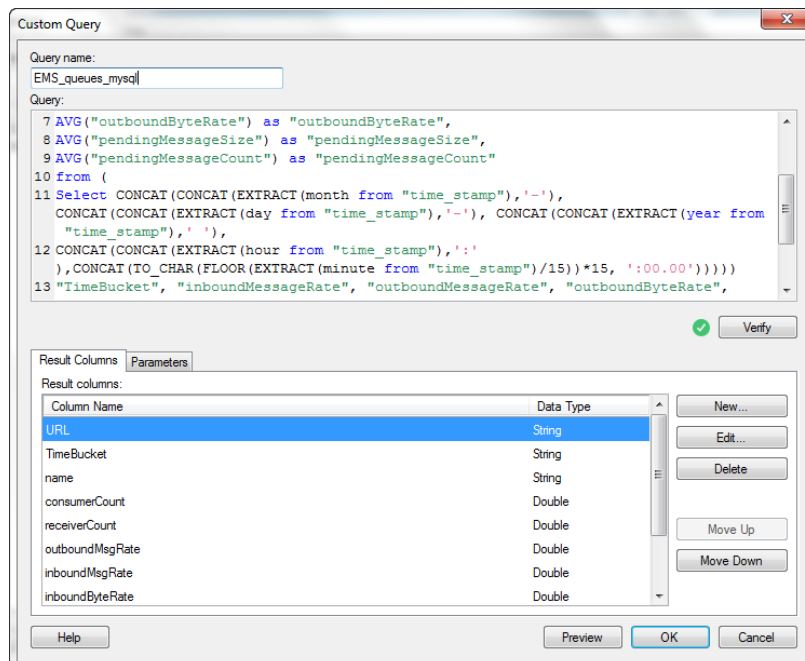 Custom Query
Query name:
EMS_queues_mysql
Query:
7 AVG("outboundByteRate") as "outboundByteRate",
8 AVG("pendingMessageSize") as "pendingMessageSize",
9 AVG("pendingMessageCount") as "pendingMessageCount"
10 from (
11 Select CONCAT(CONCAT(EXTRACT(month from "time_stamp"),'-'),
CONCAT(CONCAT(EXTRACT(day from "time_stamp"),'-'), CONCAT(CONCAT(EXTRACT(year from
"time_stamp"),' '),
12 CONCAT(CONCAT(EXTRACT(hour from "time_stamp"),':'
),CONCAT(TO_CHAR(FLOOR(EXTRACT(minute from "time_stamp")/15))*15, ':00.00')))))
13 "TimeBucket", "inboundMessageRate", "outboundMessageRate", "outboundByteRate",
Verify
Result Columns Parameters
Result columns:
Column Name Data Type
URL String
TimeBucket String
name String
consumerCount Double
receiverCount Double
outboundMsgRate Double
inboundMsgRate Double
inboundByteRate Double
New...
Edit...
Delete
Move Up
Move Down
Help Preview OK Cancel